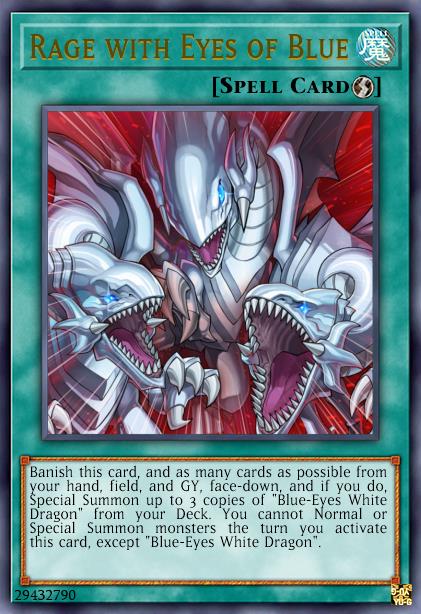 RAGE WITH EYES OF BLUE
SPELL
魔
[SPELL CARD]
Banish this card, and as many cards as possible from
your hand, field, and GY, face-down, and if you do,
Special Summon up to 3 copies of "Blue-Eyes White
Dragon" from your Deck. You cannot Normal or
Special Summon monsters the turn you activate
this card, except "Blue-Eyes White Dragon".
29432790